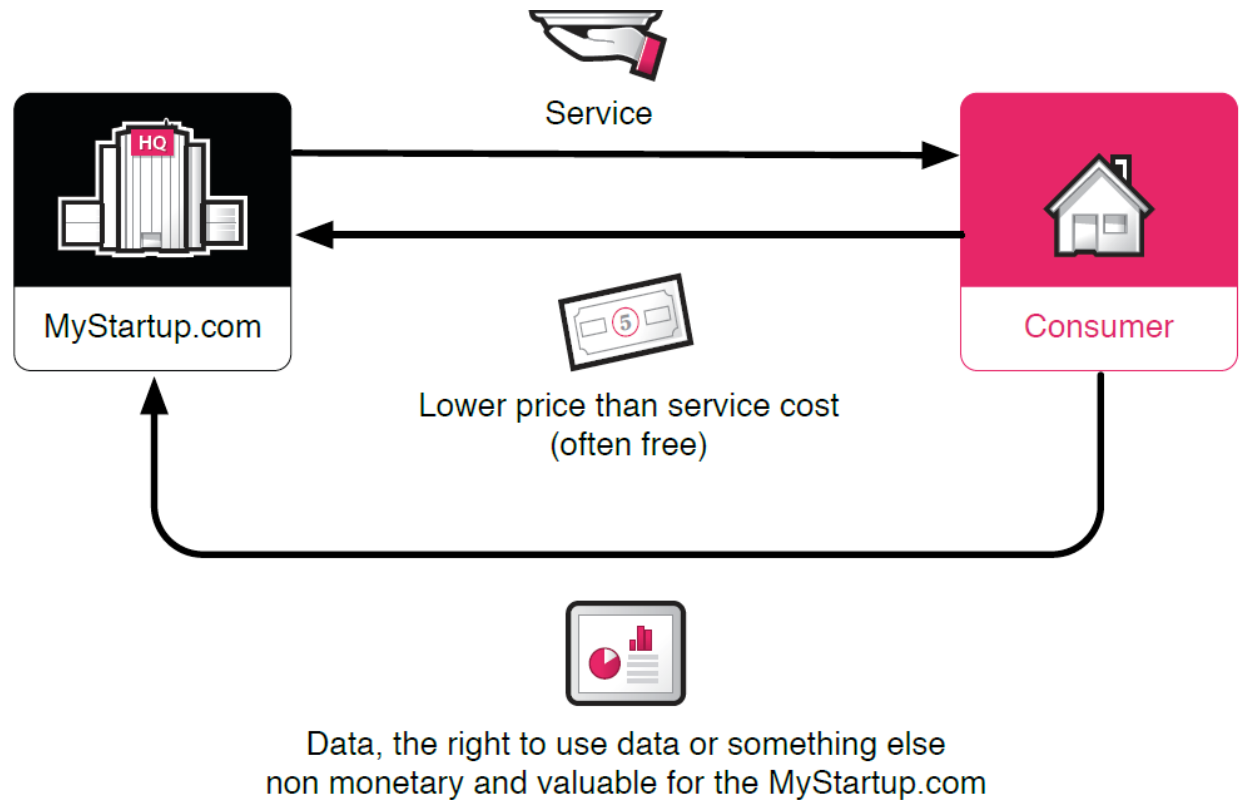 Service
HQ
MyStartup.com
Consumer
5
Lower price than service cost
(often free)
Data, the right to use data or something else
non monetary and valuable for the MyStartup.com